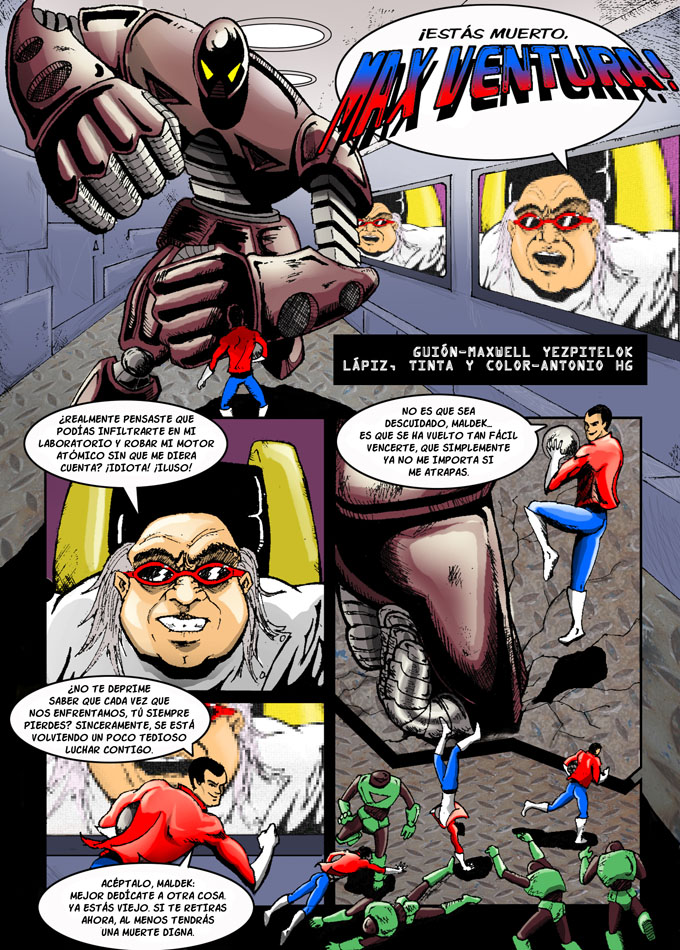 ¡ESTÁS MUERTO,
MAX VENTURA!
GUIÓN-MAXWELL YEZPITELOK
LÁPIZ, TINTA Y COLOR-ANTONIO HG
¿REALMENTE PENSASTE QUE
PODÍAS INFILTRARTE EN MI
LABORATORIO Y ROBAR MI MOTOR
ATÓMICO SIN QUE ME DIERA
CUENTA? ¡IDIOTA! ¡ILUSO!
NO ES QUE SEA
DESCUIDADO, MALDEK...
ES QUE SE HA VUELTO TAN FÁCIL
VENCERTE, QUE SIMPLEMENTE
YA NO ME IMPORTA SI
ME ATRAPAS.
¿NO TE DEPRIME
SABER QUE CADA VEZ QUE
NOS ENFRENTAMOS, TÚ SIEMPRE
PIERDES? SINCERAMENTE, SE ESTÁ
VOLVIENDO UN POCO TEDIOSO
LUCHAR CONTIGO.
ACÉPTALO, MALDEK:
MEJOR DEDÍCATE A OTRA COSA.
YA ESTÁS VIEJO. SI TE RETIRAS
AHORA, AL MENOS TENDRÁS
UNA MUERTE DIGNA.